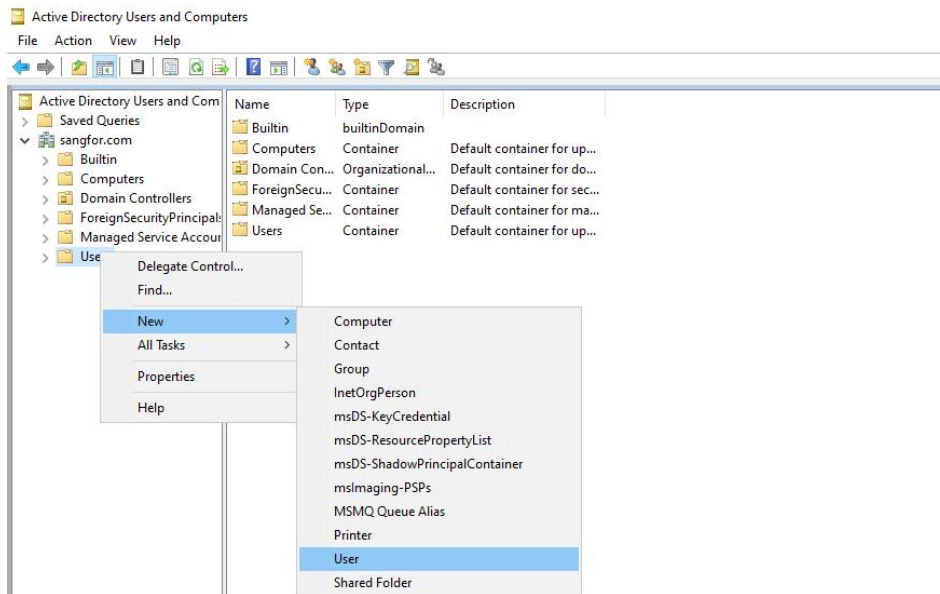 Active Directory Users and Computers
File Action View Help
Active Directory Users and Com
Saved Queries
sangfor.com
Builtin
Computers
Domain Controllers
ForeignSecurityPrincipals
Managed Service Accour
Use
Name Type Description
Builtin builtinDomain
Computers Container Default container for up...
Domain Con... Organizational... Default container for do...
ForeignSecu... Container Default container for sec...
Managed Se... Container Default container for ma...
Users Container Default container for up...
Delegate Control...
Find...
New
All Tasks
Properties
Help
Computer
Contact
Group
InetOrgPerson
msDS-KeyCredential
msDS-ResourcePropertyList
msDS-ShadowPrincipalContainer
msImaging-PSPs
MSMQ Queue Alias
Printer
User
Shared Folder